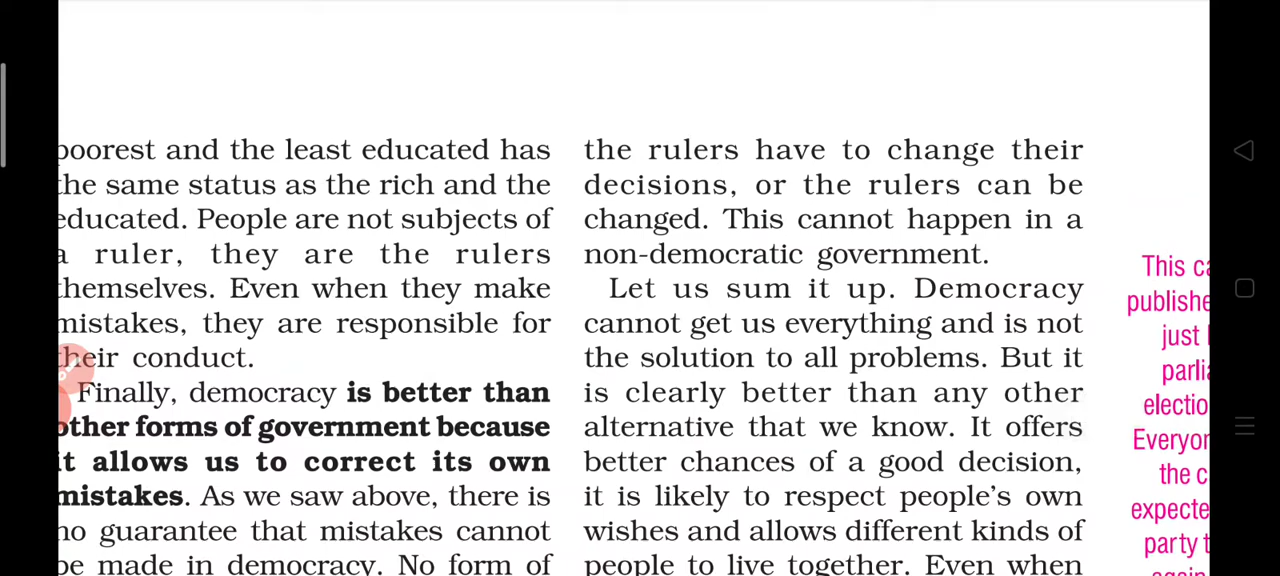 poorest and the least educated has
the same status as the rich and the
educated. People are not subjects of
a ruler, they are the rulers
themselves. Even when they make
mistakes, they are responsible for
their conduct.
Finally, democracy is better than
other forms of government because
it allows us to correct its own
mistakes. As we saw above, there is
no guarantee that mistakes cannot
be made in democracy. No form of
the rulers have to change their
decisions, or the rulers can be
changed. This cannot happen in a
non-democratic government.
Let us sum it up. Democracy
cannot get us everything and is not
the solution to all problems. But it
is clearly better than any other
alternative that we know. It offers
better chances of a good decision,
it is likely to respect people's own
wishes and allows different kinds of
people to live together. Even when
This ca
publishe
just
parlia
electio
Everyor
the c
expecte
party t